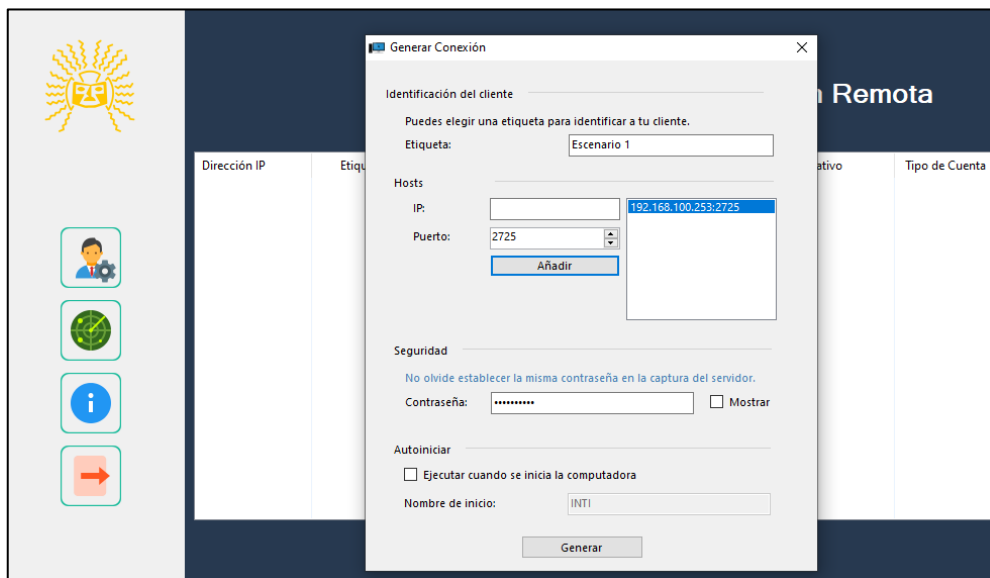 Generar Conexión
n Remota
Identificación del cliente
Puedes elegir una etiqueta para identificar a tu cliente.
Etiqueta: Escenario 1
Dirección IP Etiqu ativo Tipo de Cuenta
Hosts
IP: 192.168.100.253:2725
Puerto: 2725
Añadir
Seguridad
No olvide establecer la misma contraseña en la captura del servidor.
Contraseña: •••••••••• Mostrar
Autoiniciar
Ejecutar cuando se inicia la computadora
Nombre de inicio: INTI
Generar